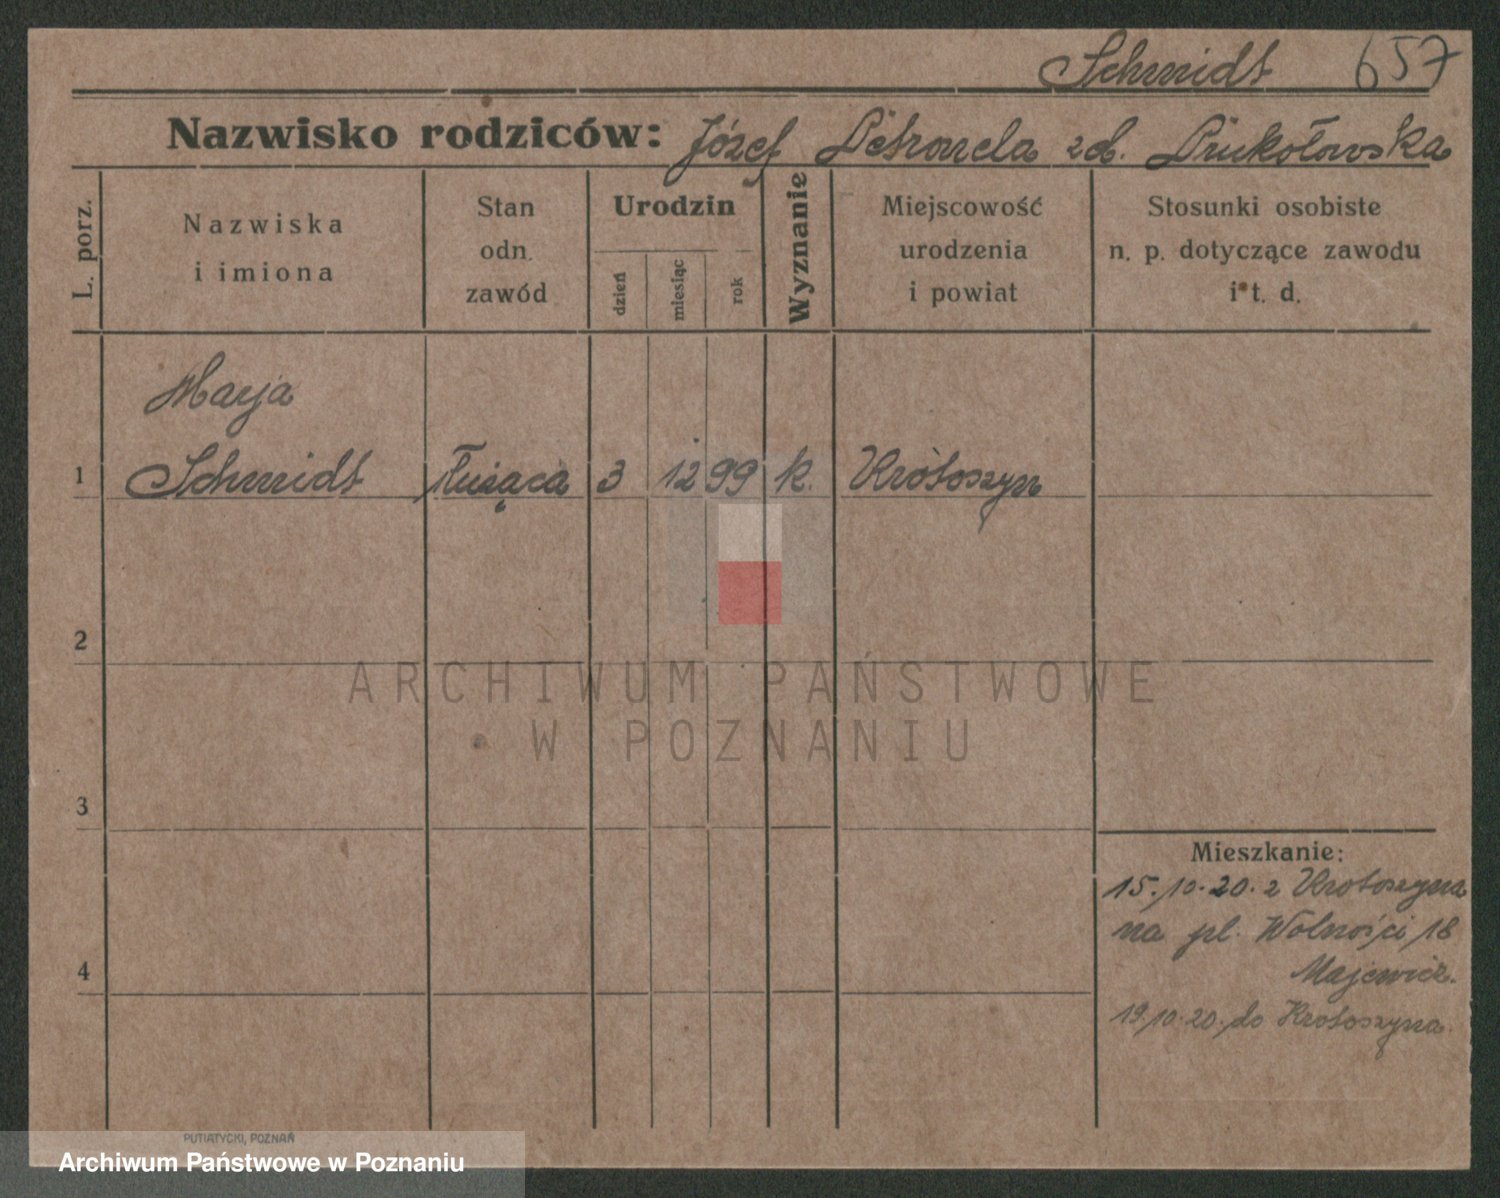 Schmidt 657
Nazwisko rodziców: Józef Petronela zd.
L. porz.
Nazwiska
i imiona
Stan
odn.
zawód
Urodzin
dzień
miesiąc
rok
Wyznanie
Miejscowość
urodzenia
i powiat
Stosunki osobiste
n. p. dotyczące zawodu
i t. d.
Marja
1 Schmidt służąca 3 12 99 k. Krotoszyn
2
ARCHIWUM PAŃSTWOWE
W POZNANIU
3
Mieszkanie:
15./10.20. z Krotoszyna
na pl. Wolności 18
Majewicz.
4
19./10.20. do Krotoszyna.
PUTIATYCKI, POZNAŃ
Archiwum Państwowe w Poznaniu